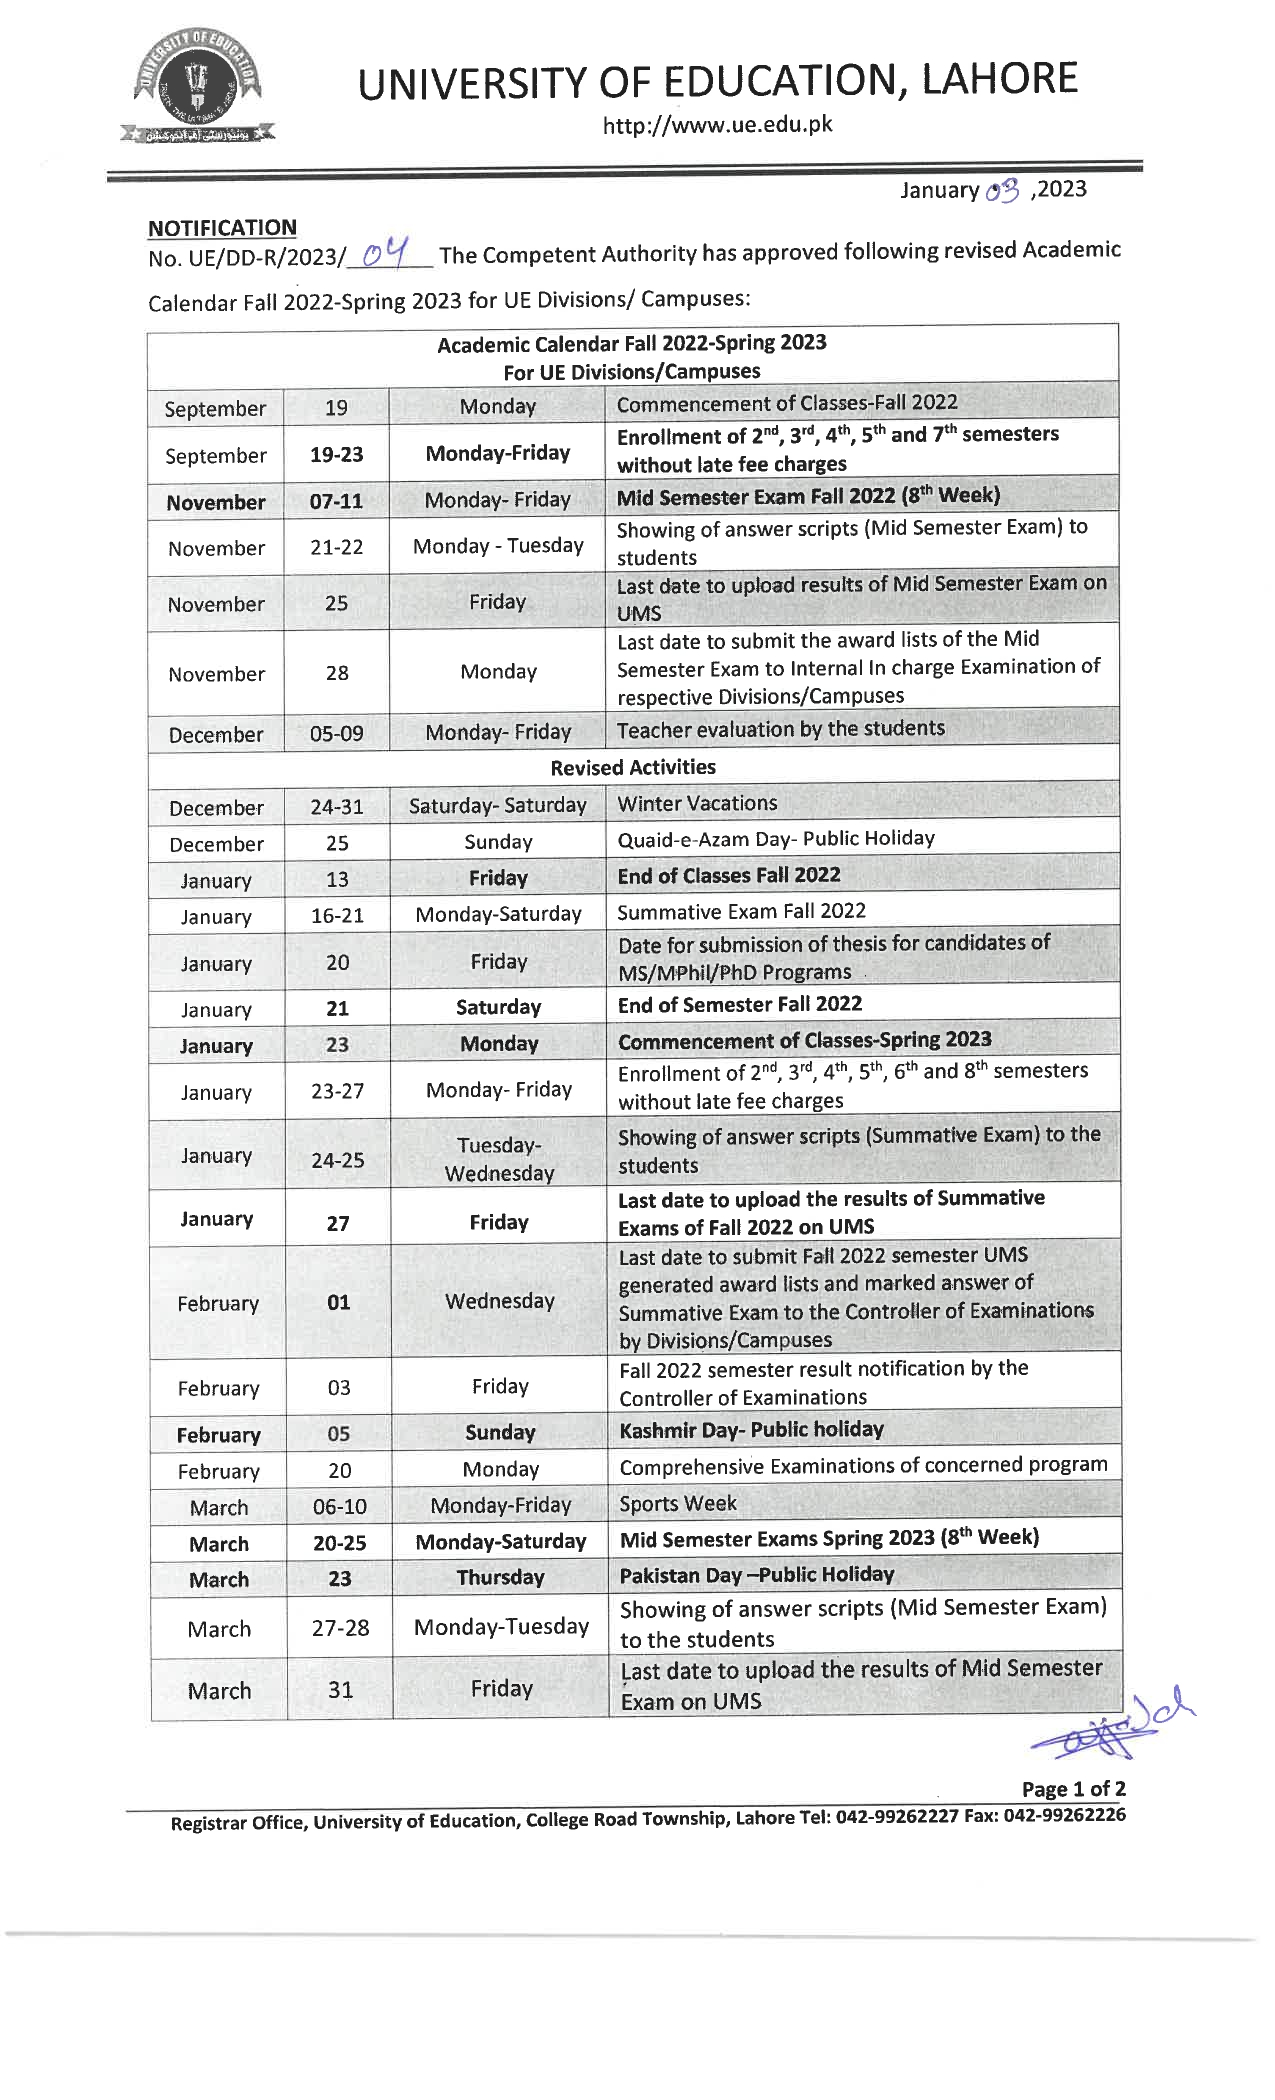 UNIVERSITY OF EDUCATION
UE
یونیورسٹی آف ایجوکیشن
UNIVERSITY OF EDUCATION, LAHORE
http://www.ue.edu.pk
January 03 ,2023
NOTIFICATION
No. UE/DD-R/2023/ 04 The Competent Authority has approved following revised Academic
Calendar Fall 2022-Spring 2023 for UE Divisions/ Campuses:
Academic Calendar Fall 2022-Spring 2023
For UE Divisions/Campuses
September 19 Monday Commencement of Classes-Fall 2022
September 19-23 Monday-Friday Enrollment of 2nd, 3rd, 4th, 5th and 7th semesters
without late fee charges
November 07-11 Monday- Friday Mid Semester Exam Fall 2022 (8th Week)
November 21-22 Monday - Tuesday Showing of answer scripts (Mid Semester Exam) to
students
November 25 Friday Last date to upload results of Mid Semester Exam on
UMS
November 28 Monday Last date to submit the award lists of the Mid
Semester Exam to Internal In charge Examination of
respective Divisions/Campuses
December 05-09 Monday- Friday Teacher evaluation by the students
Revised Activities
December 24-31 Saturday- Saturday Winter Vacations
December 25 Sunday Quaid-e-Azam Day- Public Holiday
January 13 Friday End of Classes Fall 2022
January 16-21 Monday-Saturday Summative Exam Fall 2022
January 20 Friday Date for submission of thesis for candidates of
MS/MPhil/PhD Programs
January 21 Saturday End of Semester Fall 2022
January 23 Monday Commencement of Classes-Spring 2023
January 23-27 Monday- Friday Enrollment of 2nd, 3rd, 4th, 5th, 6th and 8th semesters
without late fee charges
January 24-25 Tuesday-
Wednesday Showing of answer scripts (Summative Exam) to the
students
January 27 Friday Last date to upload the results of Summative
Exams of Fall 2022 on UMS
February 01 Wednesday Last date to submit Fall 2022 semester UMS
generated award lists and marked answer of
Summative Exam to the Controller of Examinations
by Divisions/Campuses
February 03 Friday Fall 2022 semester result notification by the
Controller of Examinations
February 05 Sunday Kashmir Day- Public holiday
February 20 Monday Comprehensive Examinations of concerned program
March 06-10 Monday-Friday Sports Week
March 20-25 Monday-Saturday Mid Semester Exams Spring 2023 (8th Week)
March 23 Thursday Pakistan Day –Public Holiday
March 27-28 Monday-Tuesday Showing of answer scripts (Mid Semester Exam)
to the students
March 31 Friday Last date to upload the results of Mid Semester
Exam on UMS
Page 1 of 2
Registrar Office, University of Education, College Road Township, Lahore Tel: 042-99262227 Fax: 042-99262226